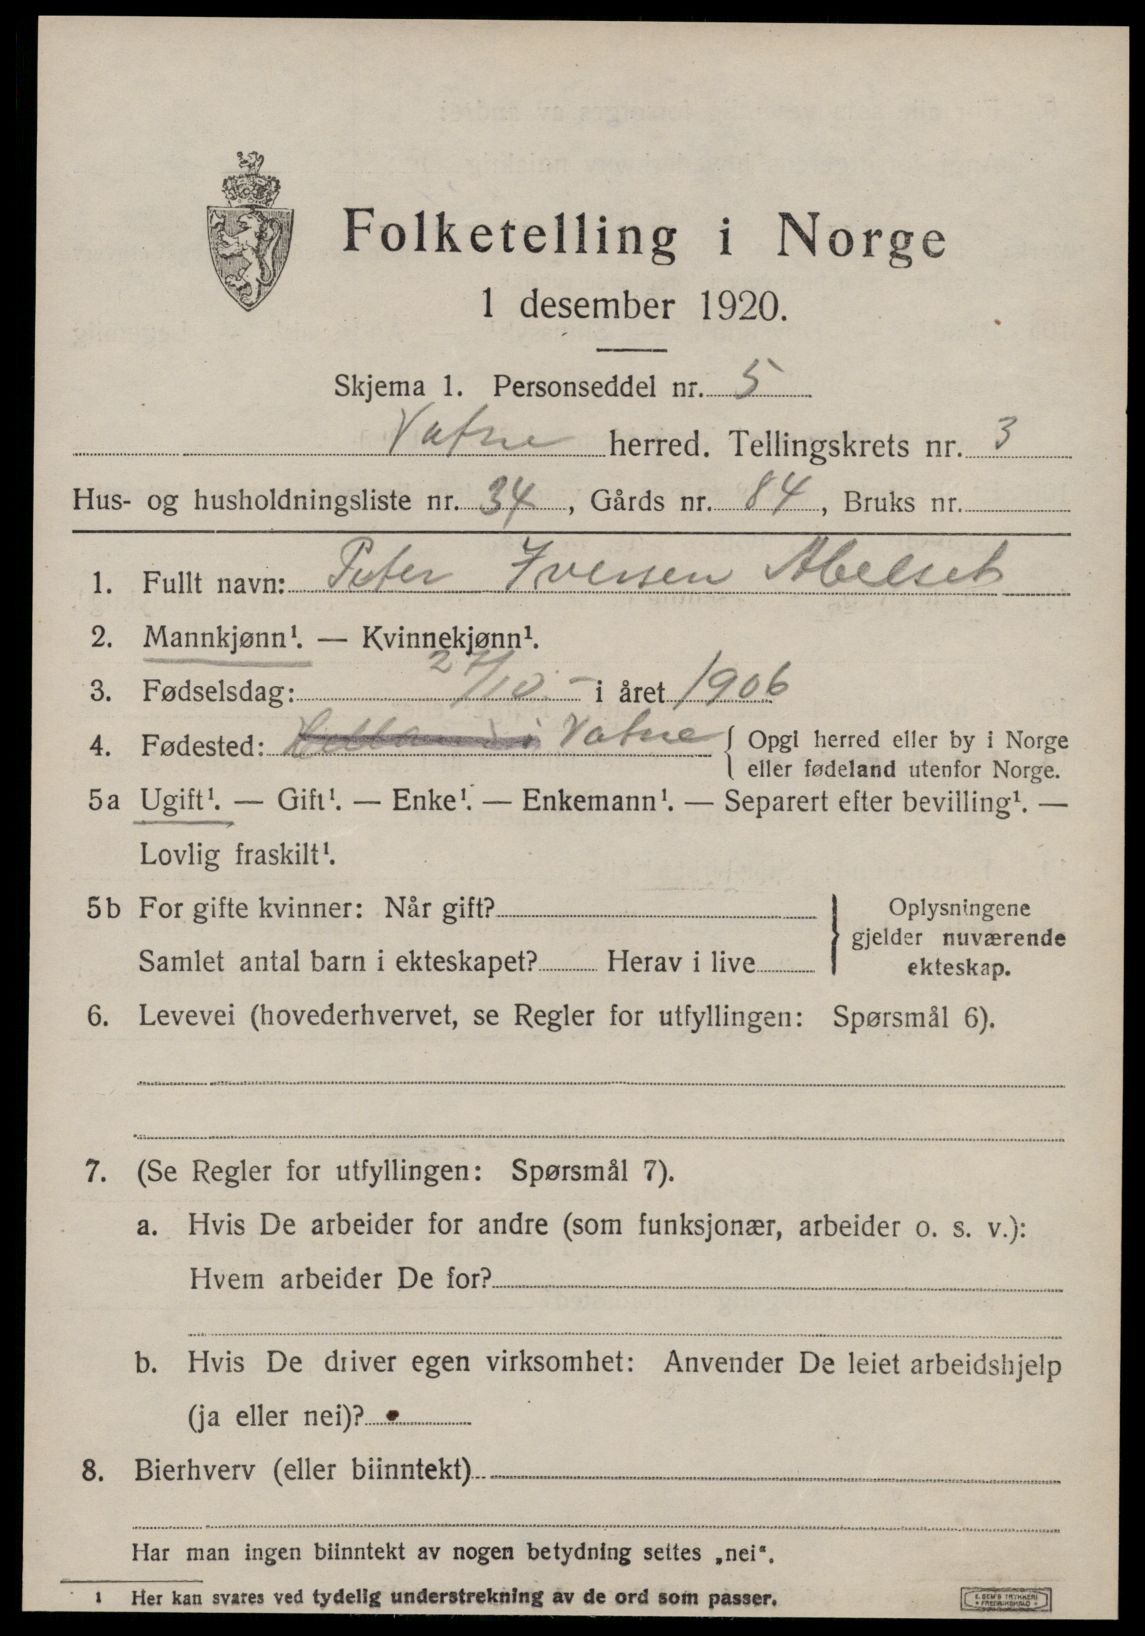 Folketelling i Norge
1 desember 1920.
Skjema 1. Personseddel nr. 5
Vatne herred. Tellingskrets nr. 3
Hus- og husholdningsliste nr. 34, Gårds nr. 84, Bruks nr.
1. Fullt navn: Peter Iversen Abelset
2. Mannkjønn¹. — Kvinnekjønn¹.
3. Fødselsdag: 27/10 - i året 1906
4. Fødested: Vatne { Opgi herred eller by i Norge
eller fødeland utenfor Norge.
5a Ugift¹. — Gift¹. — Enke¹. — Enkemann¹. — Separert efter bevilling¹. —
Lovlig fraskilt¹.
5b For gifte kvinner: Når gift?
Samlet antal barn i ekteskapet? Herav i live
} Oplysningene
gjelder nuværende
ekteskap.
6. Levevei (hovederhvervet, se Regler for utfyllingen: Spørsmål 6).
7. (Se Regler for utfyllingen: Spørsmål 7).
a. Hvis De arbeider for andre (som funksjonær, arbeider o. s. v.):
Hvem arbeider De for?
b. Hvis De driver egen virksomhet: Anvender De leiet arbeidshjelp
(ja eller nei)?
8. Bierhverv (eller biinntekt)
Har man ingen biinntekt av nogen betydning settes „nei“.
¹ Her kan svares ved tydelig understrekning av de ord som passer.
E. SEM'S TRYKKERI
FREDRIKSHALD